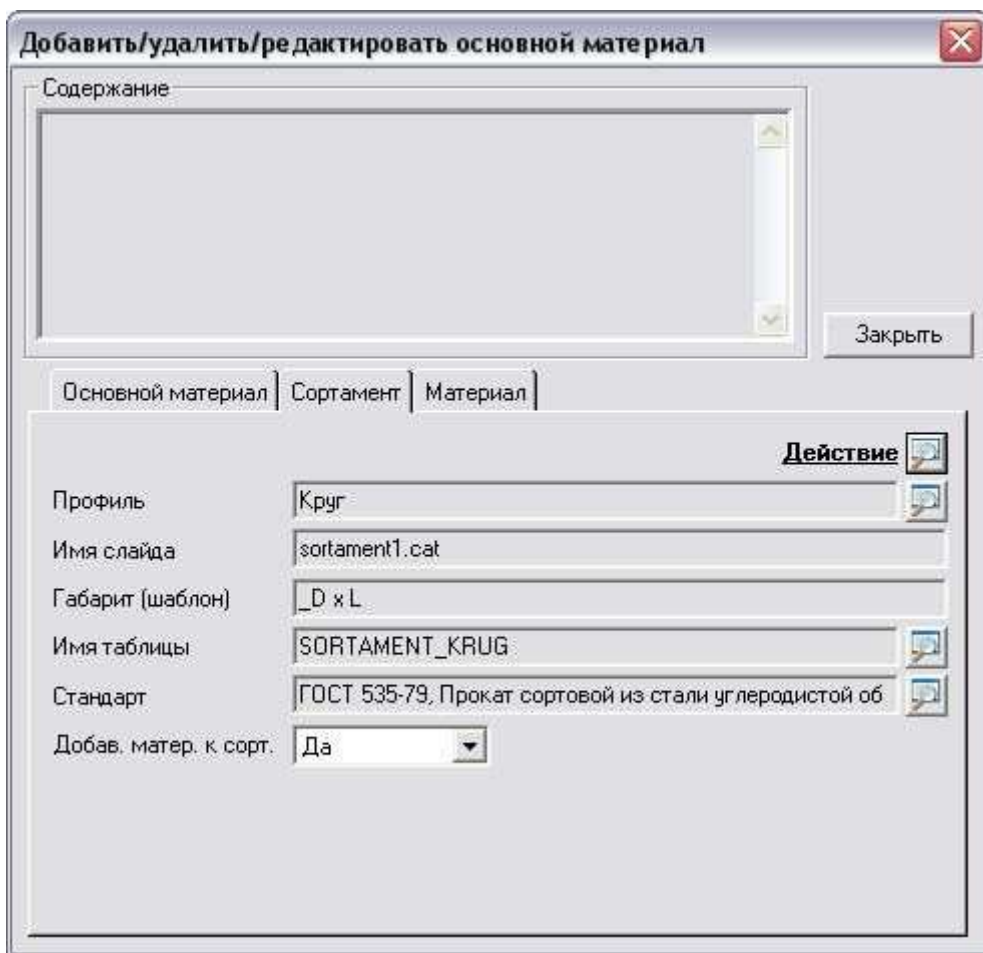 Добавить/удалить/редактировать основной материал
Содержание
Закрыть
Основной материал Сортамент Материал
Действие
Профиль Круг
Имя слайда sortament1.cat
Габарит (шаблон) _D x L
Имя таблицы SORTAMENT_KRUG
Стандарт ГОСТ 535-79, Прокат сортовой из стали углеродистой об
Добав. матер. к сорт. Да